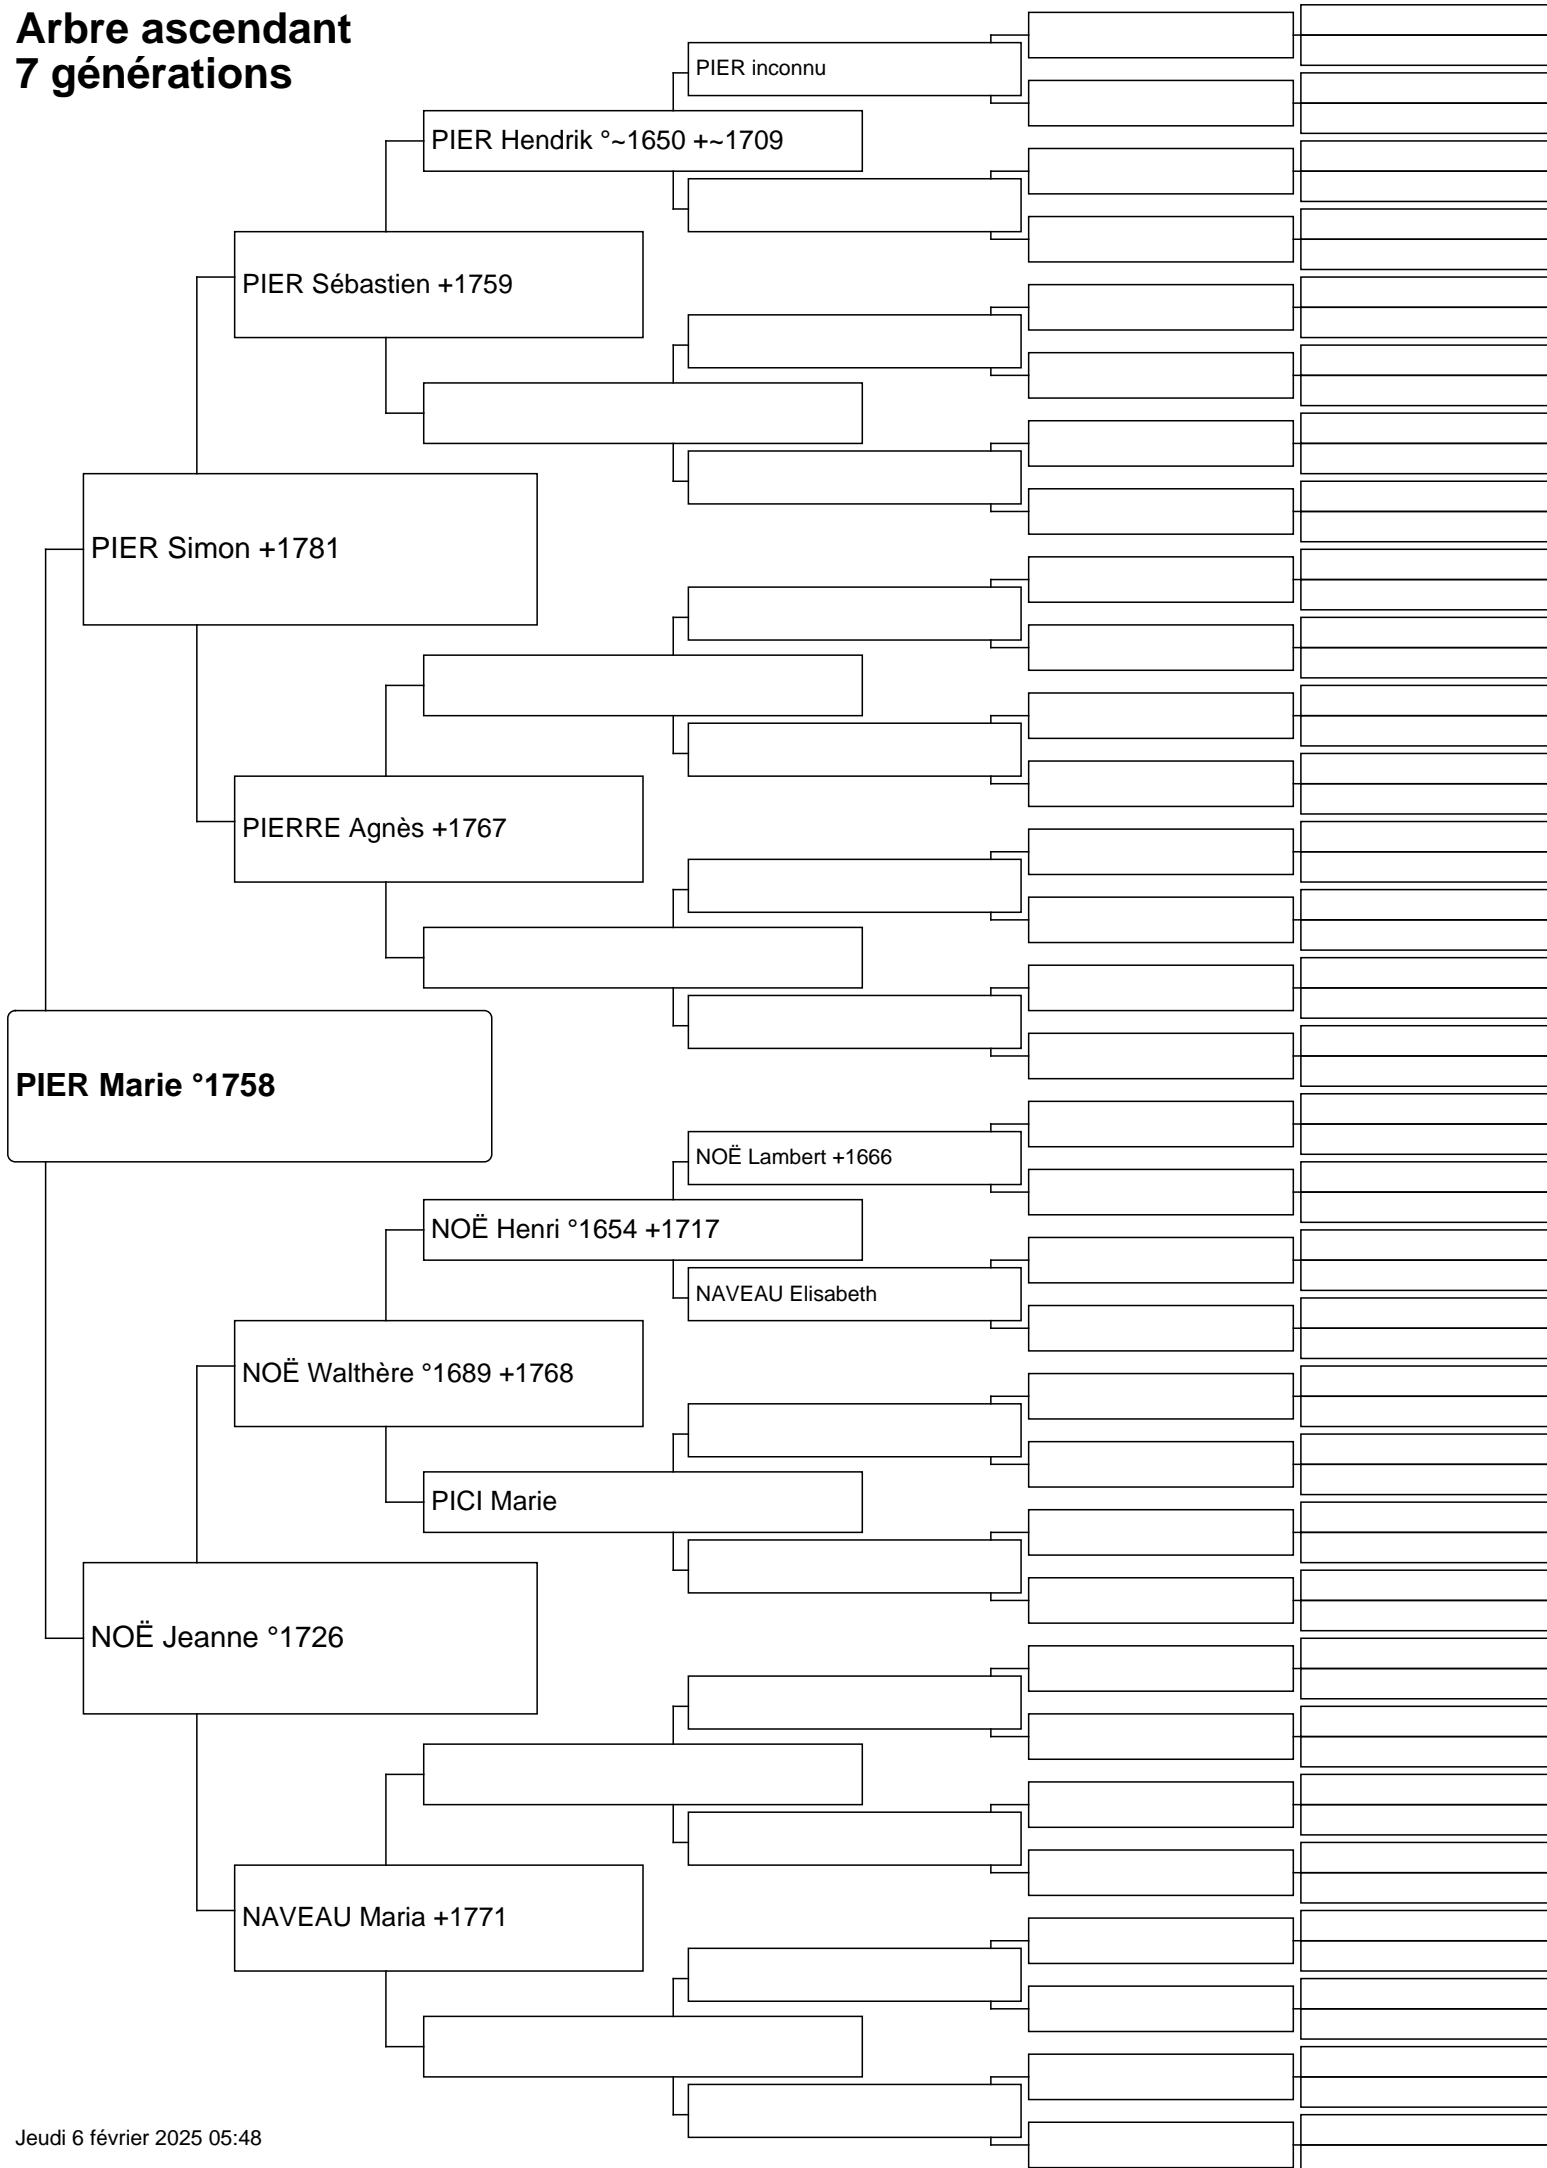 Arbre ascendant
7 générations
PIER inconnu
PIER Hendrik °~1650 +~1709
PIER Sébastien +1759
PIER Simon +1781
PIERRE Agnès +1767
PIER Marie °1758
NOË Lambert +1666
NOË Henri °1654 +1717
NAVEAU Elisabeth
NOË Walthère °1689 +1768
PICI Marie
NOË Jeanne °1726
NAVEAU Maria +1771
Jeudi 6 février 2025 05:48